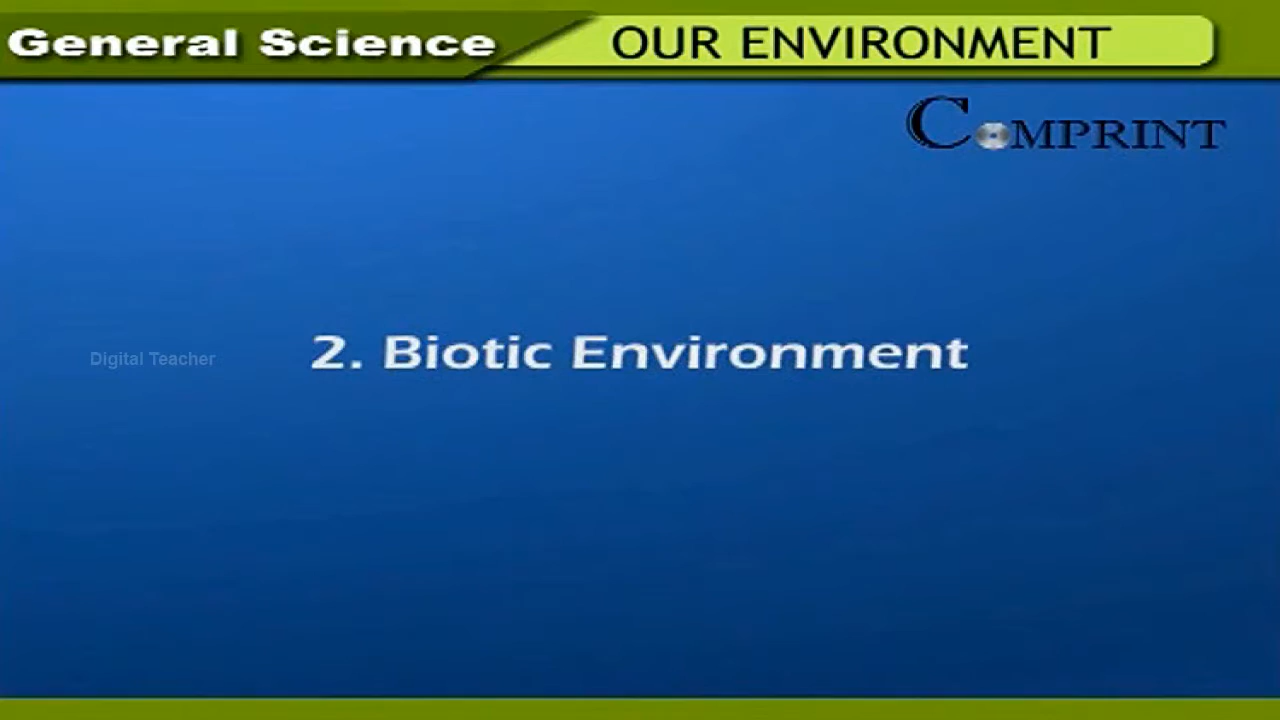 General Science
OUR ENVIRONMENT
COMPRINT
Digital Teacher
2. Biotic Environment